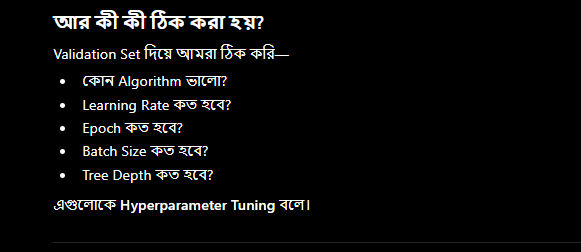 আর কী কী ঠিক করা হয়?
Validation Set দিয়ে আমরা ঠিক করি—
• কোন Algorithm ভালো?
• Learning Rate কত হবে?
• Epoch কত হবে?
• Batch Size কত হবে?
• Tree Depth কত হবে?
এগুলোকে Hyperparameter Tuning বলে।